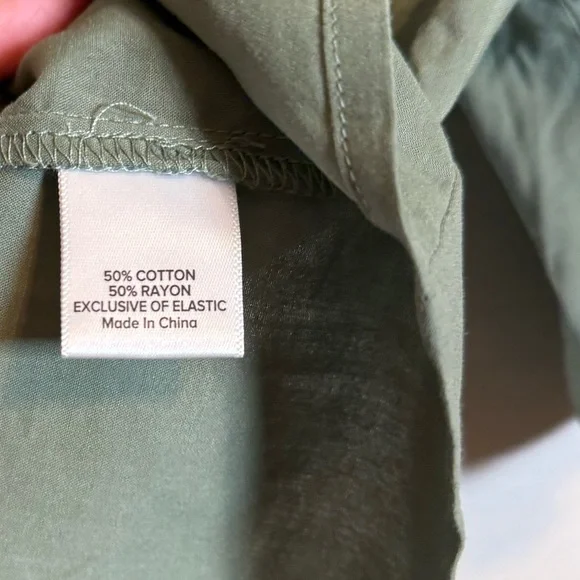 50% COTTON
50% RAYON
EXCLUSIVE OF ELASTIC
Made In China